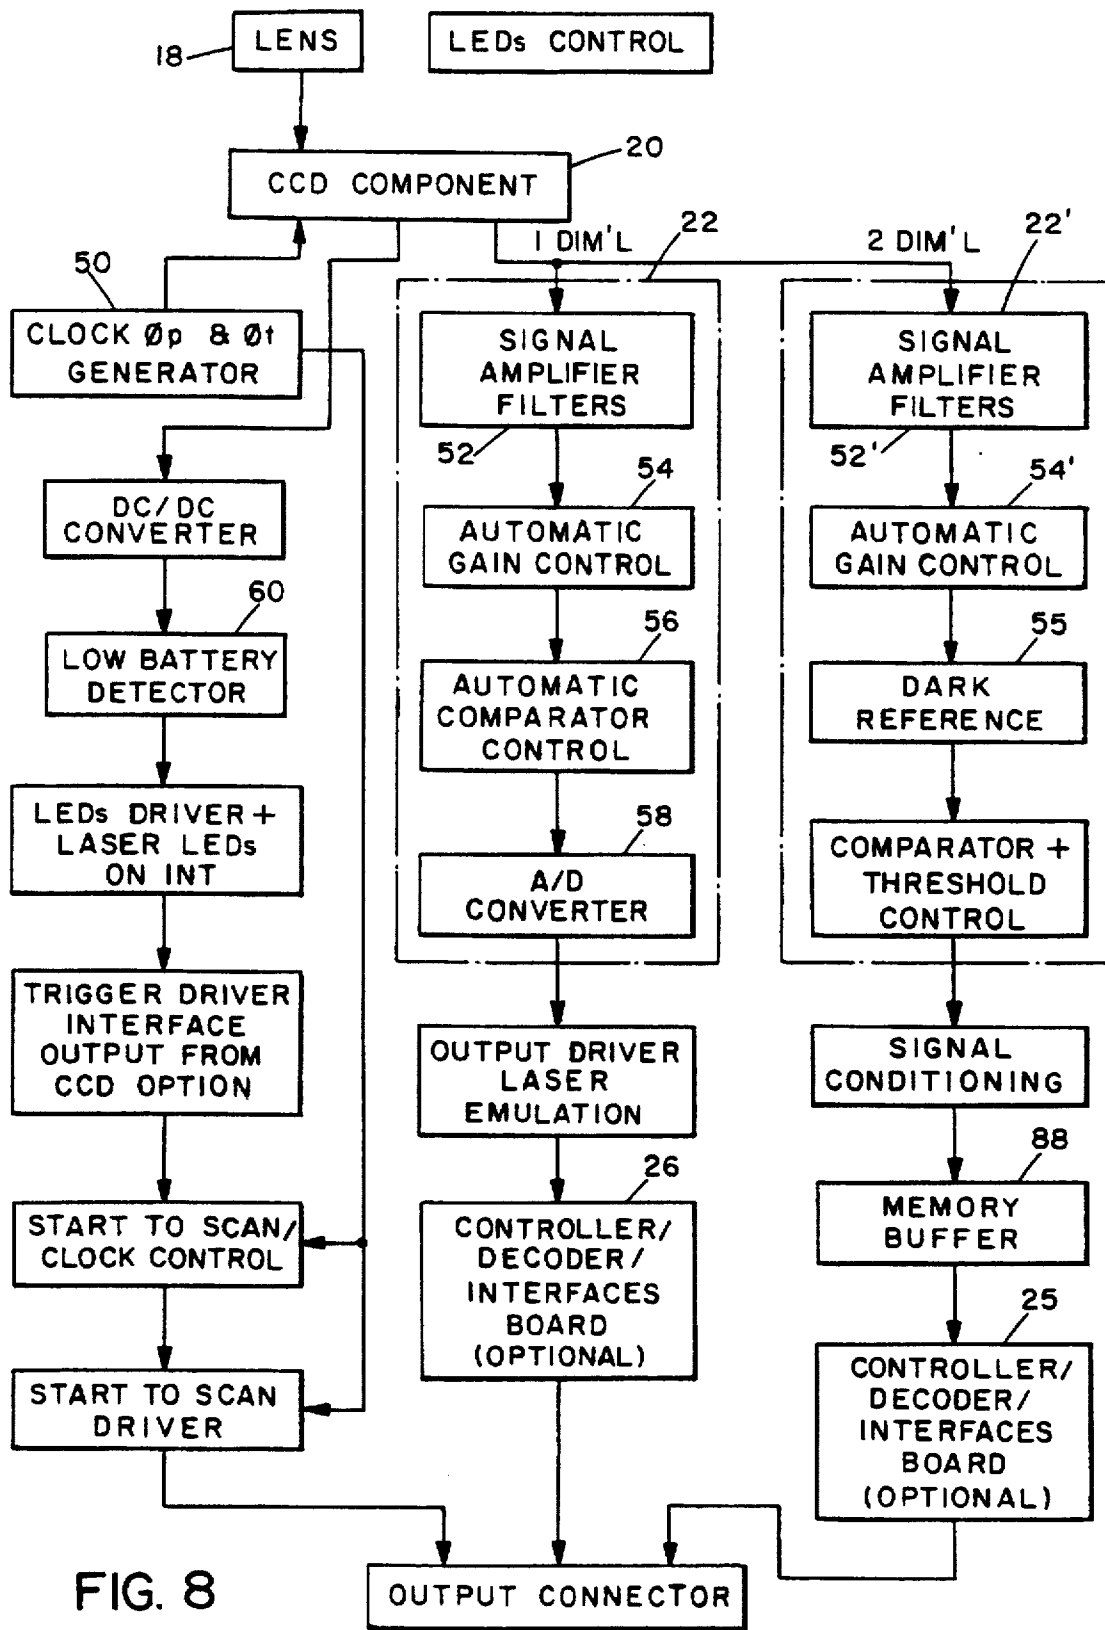 18
LENS
LEDs CONTROL
20
CCD COMPONENT
1 DIM'L
22
2 DIM'L
22'
50
CLOCK Øp & Øt
GENERATOR
SIGNAL
AMPLIFIER
FILTERS
52
SIGNAL
AMPLIFIER
FILTERS
52'
DC/DC
CONVERTER
54
AUTOMATIC
GAIN CONTROL
54'
AUTOMATIC
GAIN CONTROL
60
LOW BATTERY
DETECTOR
56
AUTOMATIC
COMPARATOR
CONTROL
55
DARK
REFERENCE
LEDs DRIVER +
LASER LEDs
ON INT
58
A/D
CONVERTER
COMPARATOR +
THRESHOLD
CONTROL
TRIGGER DRIVER
INTERFACE
OUTPUT FROM
CCD OPTION
OUTPUT DRIVER
LASER
EMULATION
SIGNAL
CONDITIONING
88
MEMORY
BUFFER
START TO SCAN/
CLOCK CONTROL
26
CONTROLLER/
DECODER/
INTERFACES
BOARD
(OPTIONAL)
25
CONTROLLER/
DECODER/
INTERFACES
BOARD
(OPTIONAL)
START TO SCAN
DRIVER
OUTPUT CONNECTOR
FIG. 8